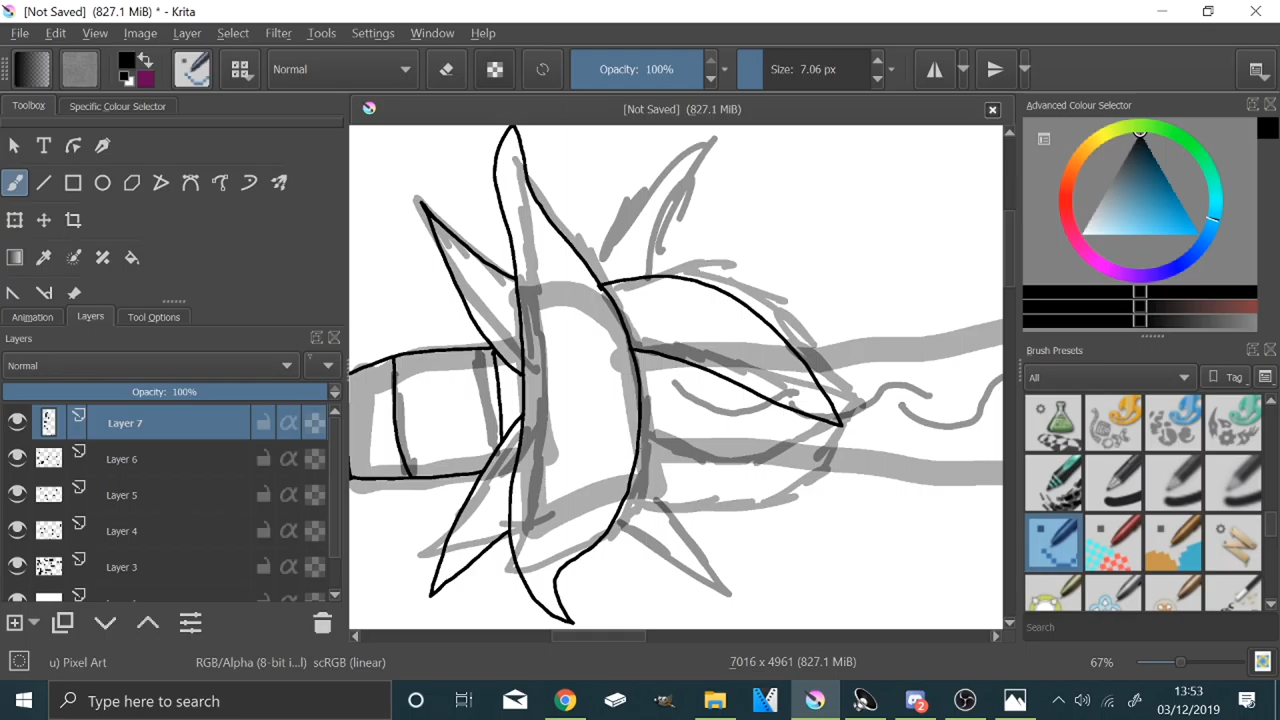 [Not Saved] (827.1 MiB) * - Krita
File Edit View Image Layer Select Filter Tools Settings Window Help
Normal Opacity: 100% Size: 7.06 px
Toolbox Specific Colour Selector
[Not Saved] (827.1 MiB)
Advanced Colour Selector
Animation Layers Tool Options
Layers
Normal
Opacity: 100%
Layer 7
Layer 6
Layer 5
Layer 4
Layer 3
Brush Presets
All Tag
Search
u) Pixel Art RGB/Alpha (8-bit i...l) scRGB (linear) 7016 x 4961 (827.1 MiB) 67%
Type here to search
2
13:53
03/12/2019